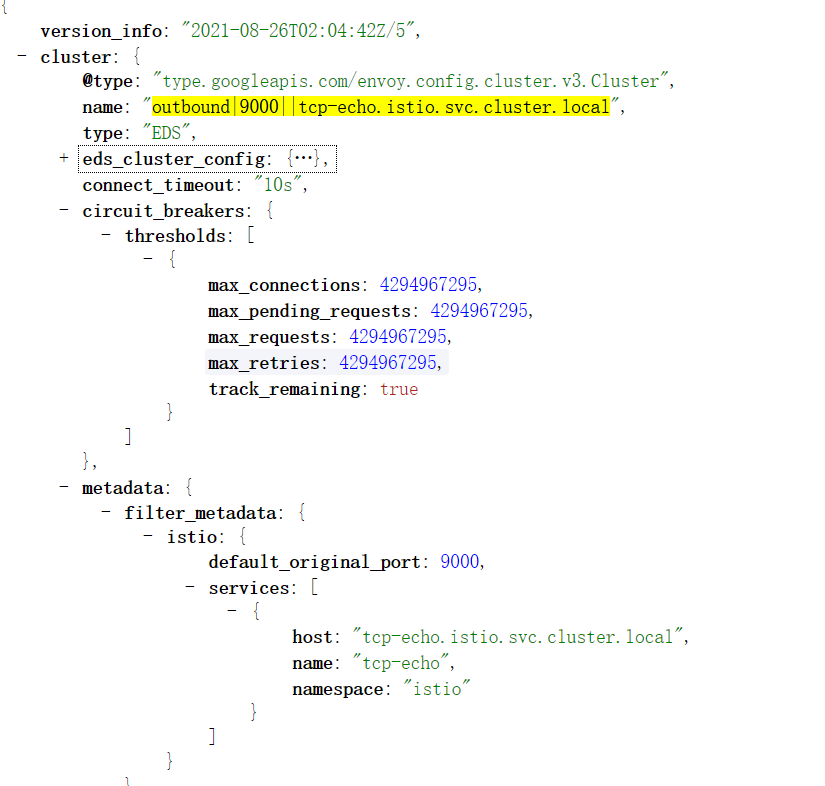 {
version_info: "2021-08-26T02:04:42Z/5",
- cluster: {
@type: "type.googleapis.com/envoy.config.cluster.v3.Cluster",
name: "outbound|9000||tcp-echo.istio.svc.cluster.local",
type: "EDS",
+ eds_cluster_config: {…},
connect_timeout: "10s",
- circuit_breakers: {
- thresholds: [
- {
max_connections: 4294967295,
max_pending_requests: 4294967295,
max_requests: 4294967295,
max_retries: 4294967295,
track_remaining: true
}
]
},
- metadata: {
- filter_metadata: {
- istio: {
default_original_port: 9000,
- services: [
- {
host: "tcp-echo.istio.svc.cluster.local",
name: "tcp-echo",
namespace: "istio"
}
]
}
}